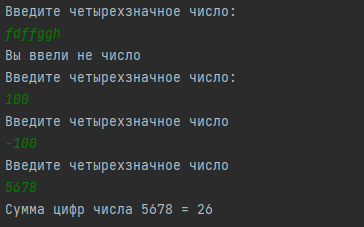 Введите четырехзначное число:
fdffggh
Вы ввели не число
Введите четырехзначное число:
100
Введите четырехзначное число
-100
Введите четырехзначное число
5678
Сумма цифр числа 5678 = 26